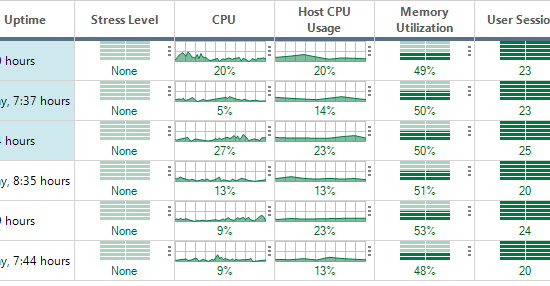 Uptime Stress Level CPU Host CPU Usage Memory Utilization User Sessio
hours
None 20% 20% 49% 23
7:37 hours
None 5% 14% 50% 23
hours
None 27% 23% 50% 25
8:35 hours
None 13% 13% 51% 20
hours
None 9% 23% 53% 24
7:44 hours
None 9% 13% 48% 20